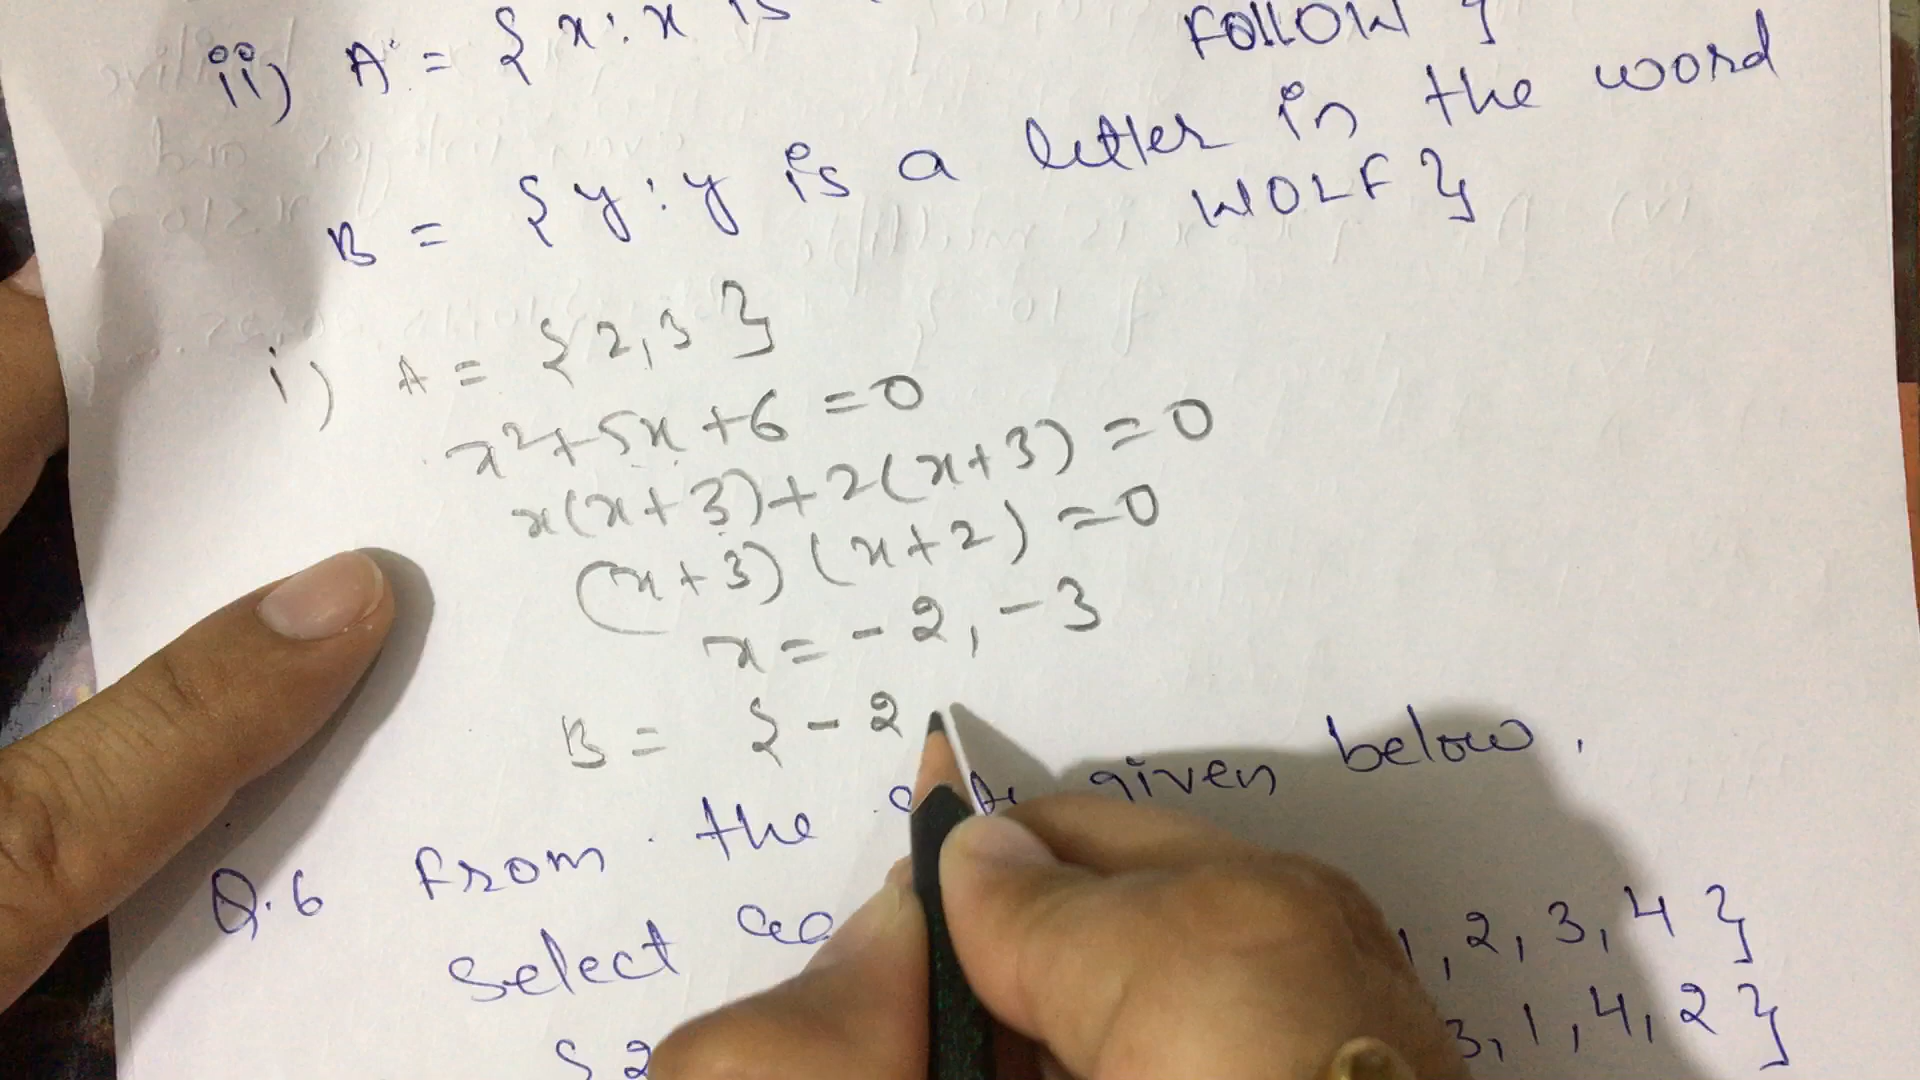 ii) A = { x : x is
FOLLOW }
B = { y : y is a letter in the word
WOLF }
i) A = { 2, 3 }
x² + 5x + 6 = 0
x(x + 3) + 2(x + 3) = 0
(x + 3) (x + 2) = 0
x = - 2, - 3
B = { - 2
Q.6 From the given below.
Select 1, 2, 3, 4 }
{ 2 3, 1, 4, 2 }